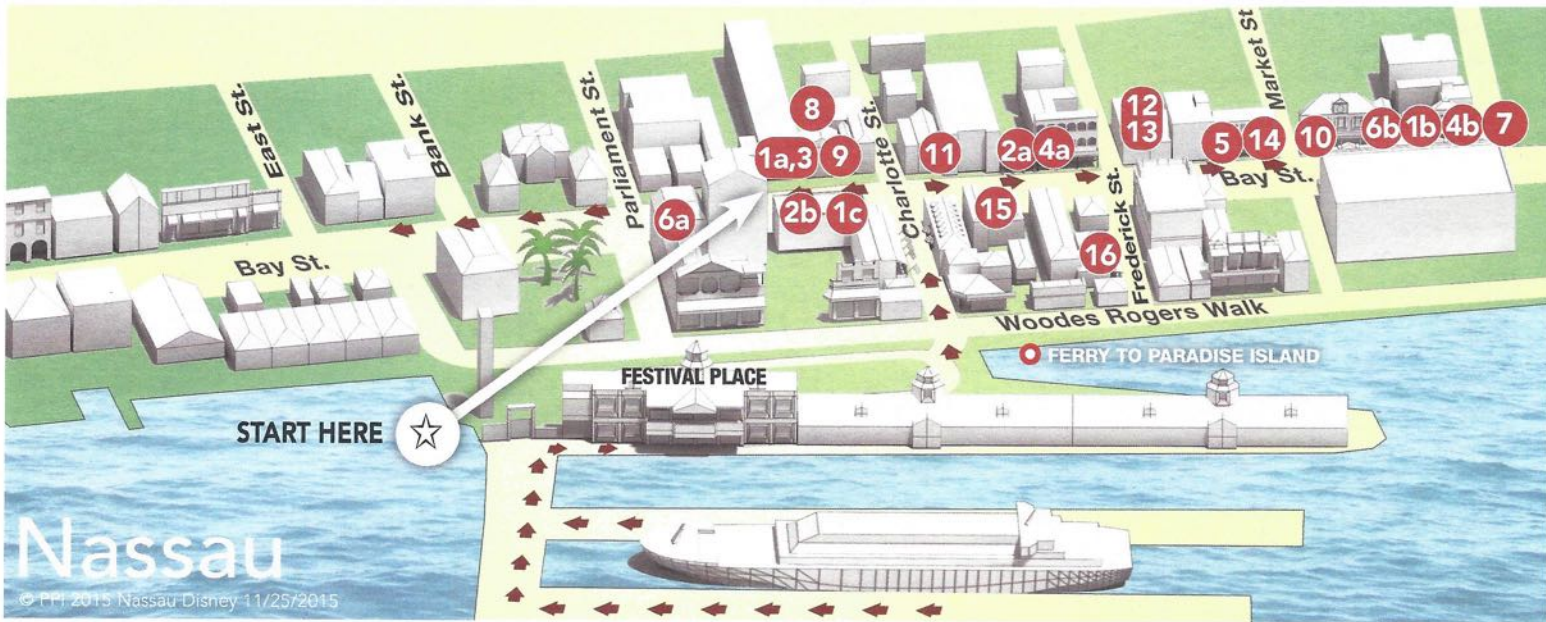 East St.
Bank St.
Parliament St.
Charlotte St.
Market St
8
1a,3
9
11
2a
4a
12
13
5
14
10
6b
1b
4b
7
Bay St.
6a
2b
1c
15
16
Frederick St.
Bay St.
Woodes Rogers Walk
FERRY TO PARADISE ISLAND
FESTIVAL PLACE
START HERE
Nassau
© PPI 2015 Nassau Disney 11/25/2015